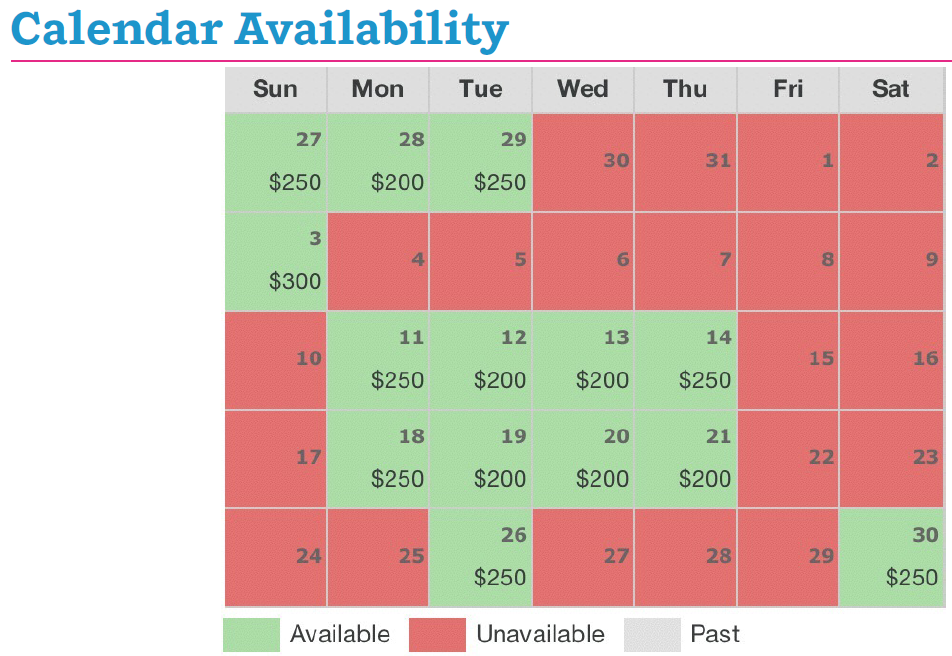 Calendar Availability
Sun Mon Tue Wed Thu Fri Sat
27 28 29 30 31 1 2
$250 $200 $250
3 4 5 6 7 8 9
$300
10 11 12 13 14 15 16
$250 $200 $200 $250
17 18 19 20 21 22 23
$250 $200 $200 $200
24 25 26 27 28 29 30
$250 $250
Available Unavailable Past